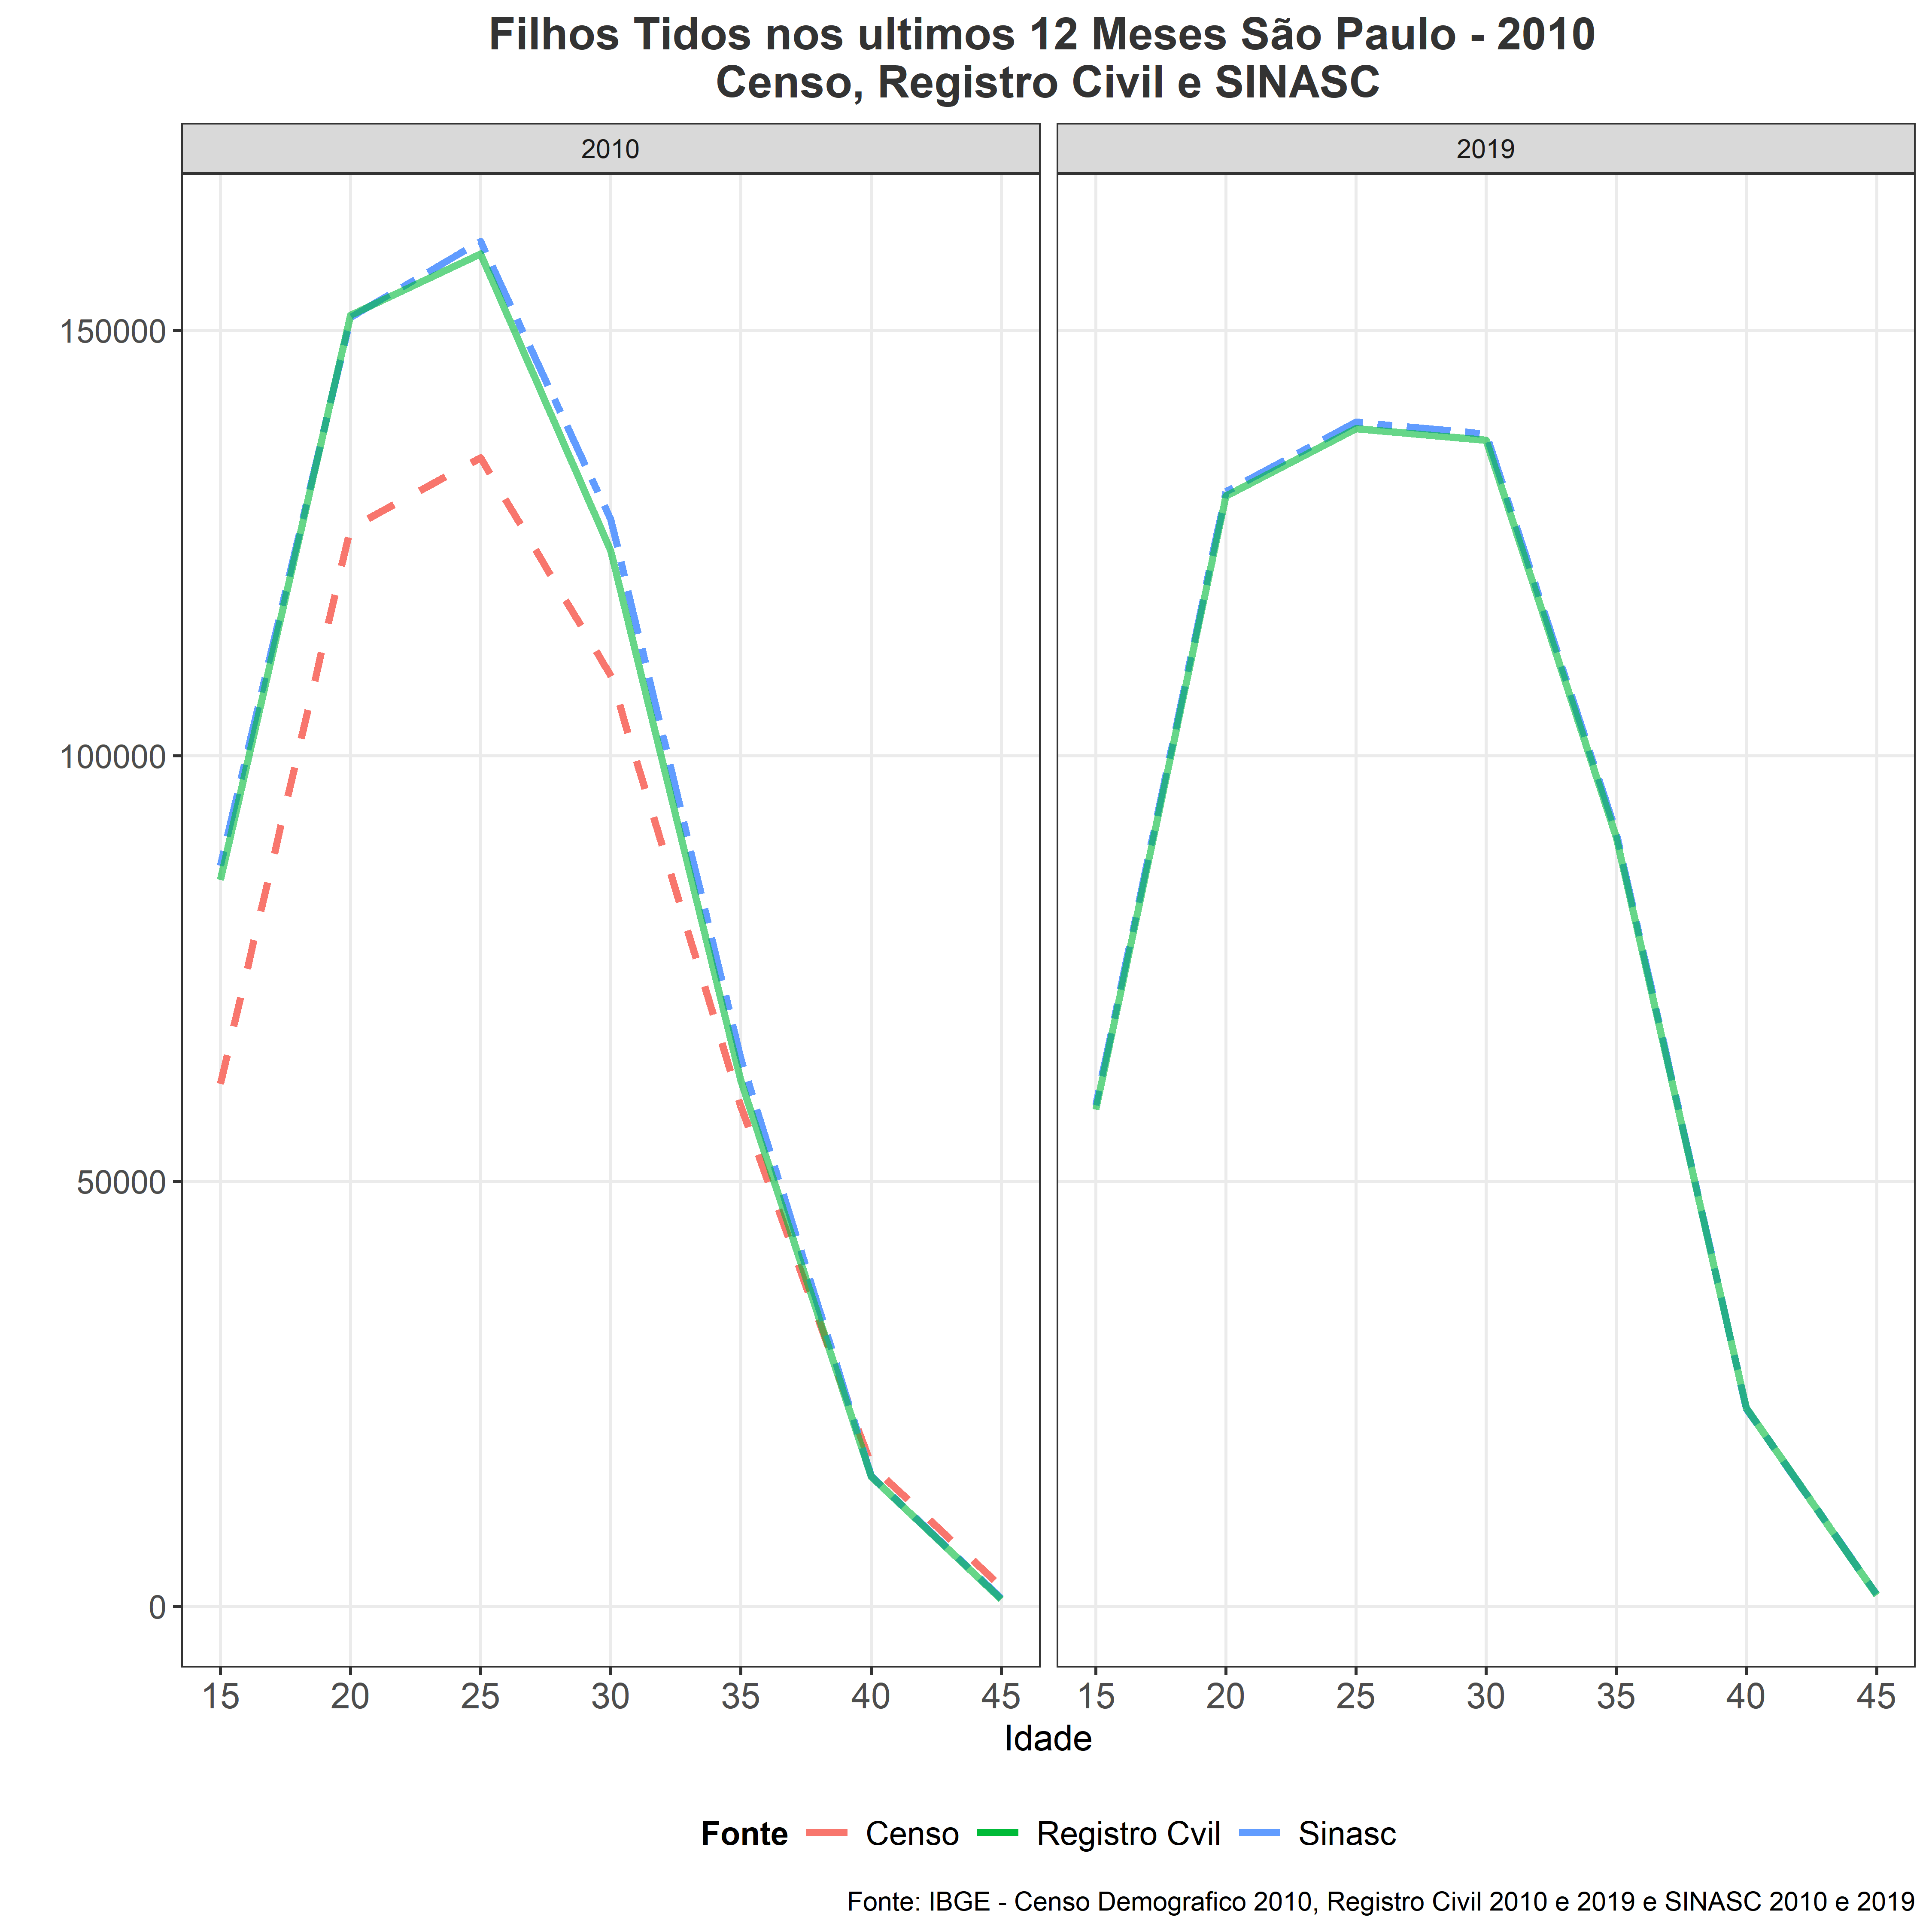 Filhos Tidos nos ultimos 12 Meses São Paulo - 2010
Censo, Registro Civil e SINASC
2010 2019
150000
100000
50000
0
15 20 25 30 35 40 45 15 20 25 30 35 40 45
Idade
Fonte Censo Registro Cvil Sinasc
Fonte: IBGE - Censo Demografico 2010, Registro Civil 2010 e 2019 e SINASC 2010 e 2019